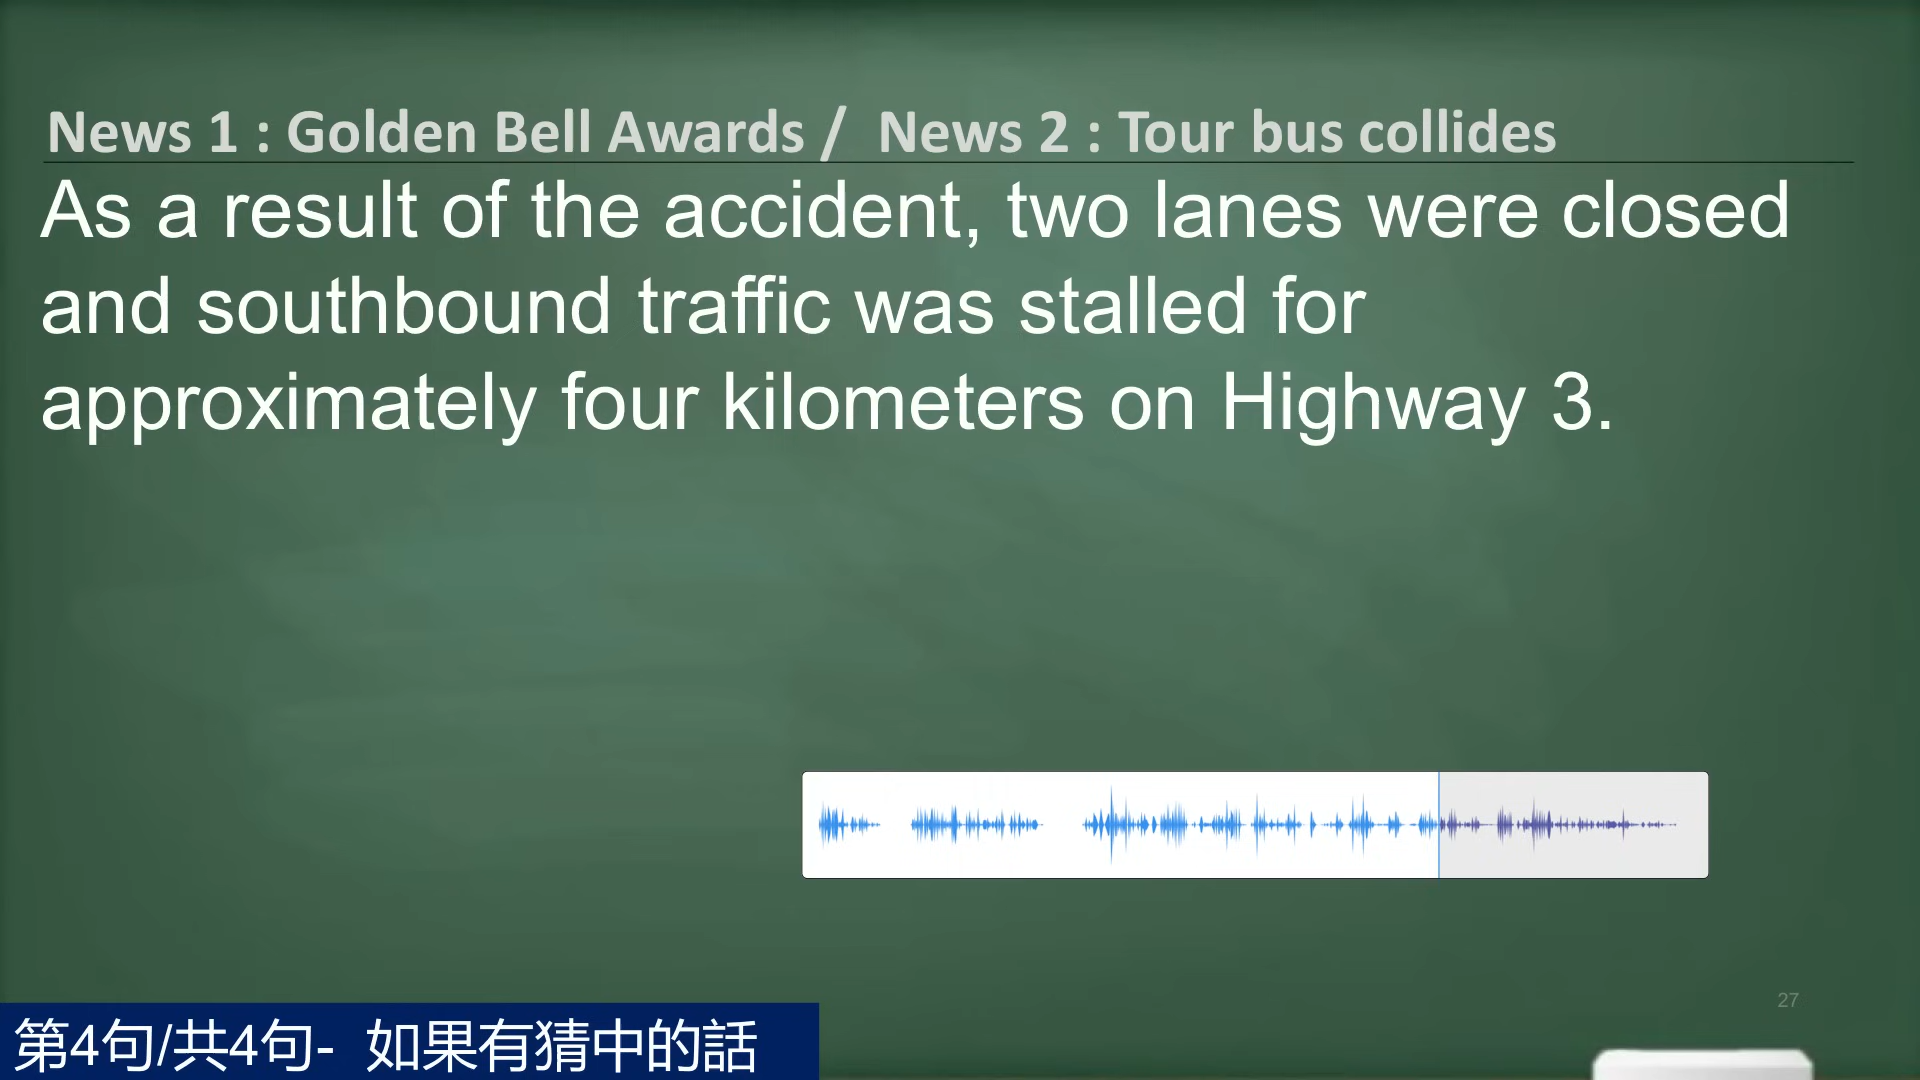 News 1 : Golden Bell Awards /  News 2 : Tour bus collides
As a result of the accident, two lanes were closed
and southbound traffic was stalled for
approximately four kilometers on Highway 3.
27
第4句/共4句-  如果有猜中的話